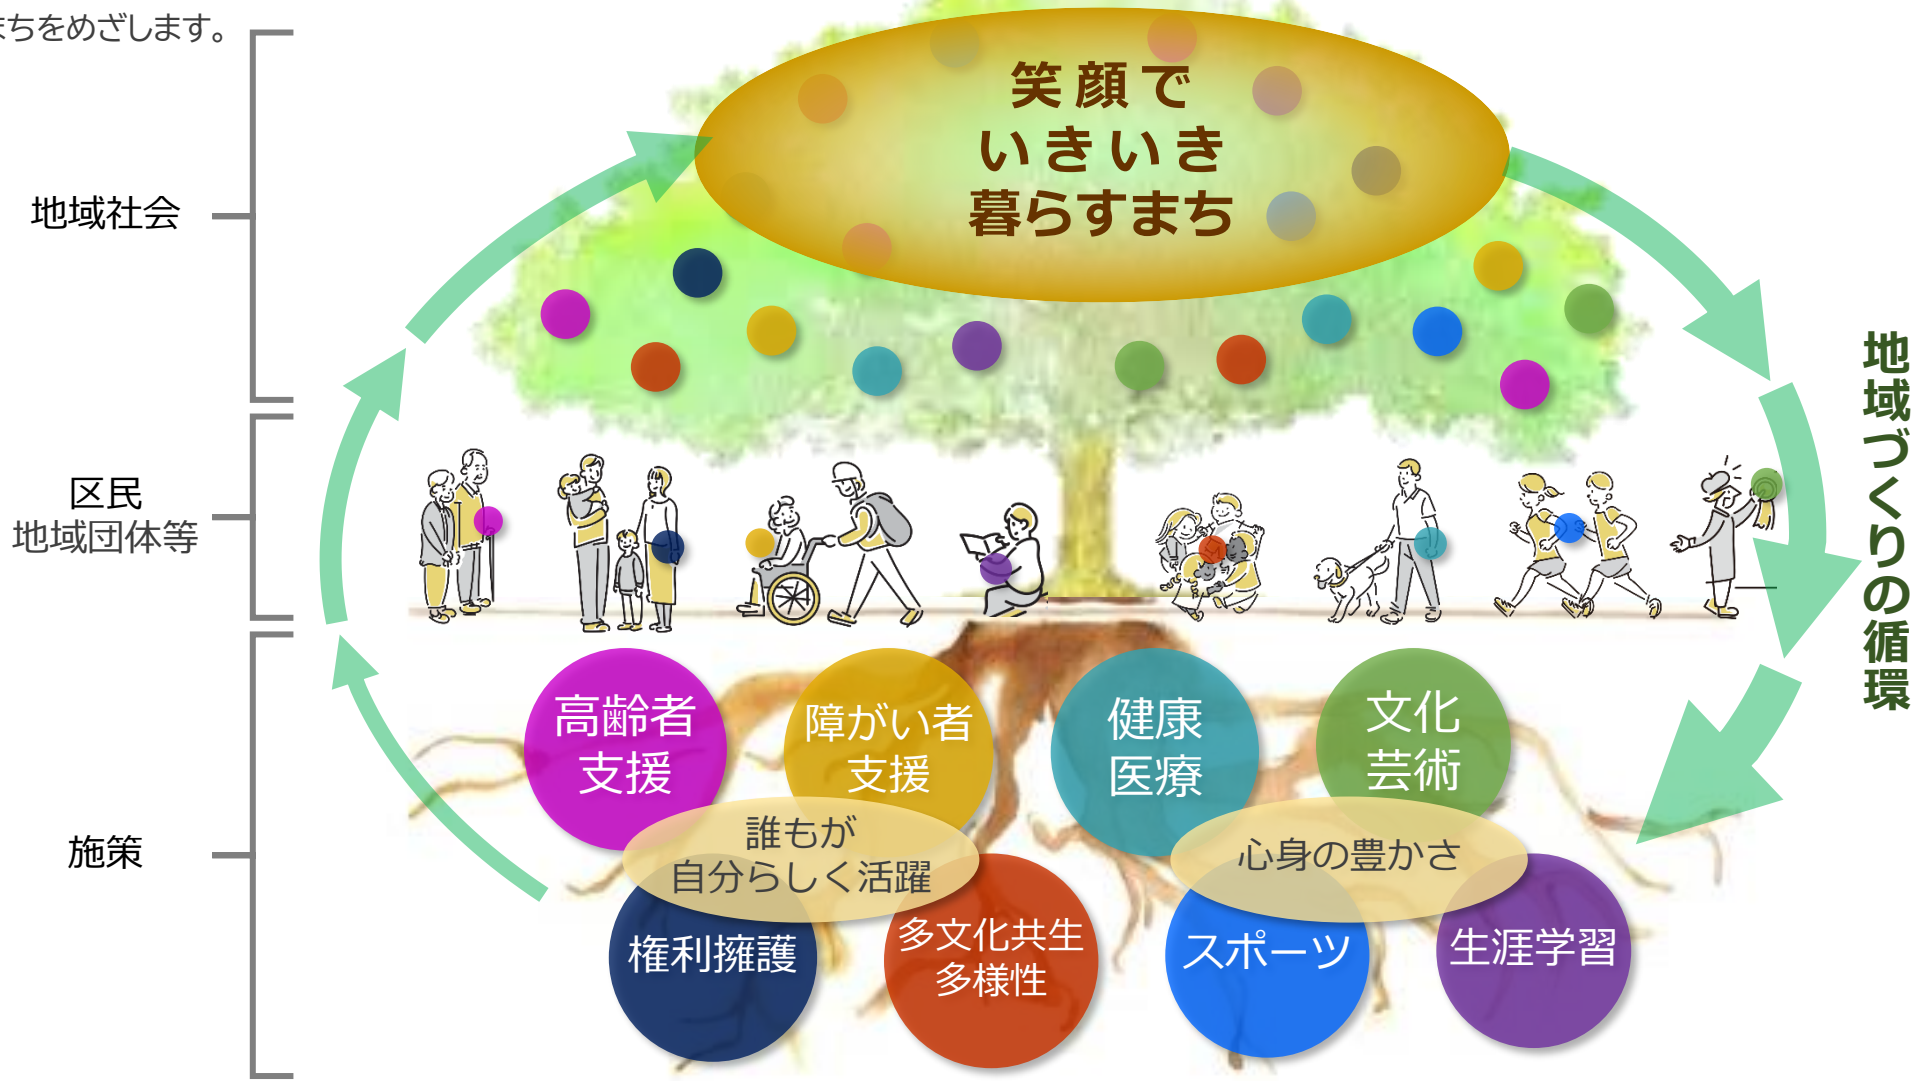 まちをめざします。
笑顔で
いきいき
暮らすまち
地域社会
区民
地域団体等
地域づくりの循環
施策
高齢者
支援
障がい者
支援
健康
医療
文化
芸術
誰もが
自分らしく活躍
心身の豊かさ
権利擁護
多文化共生
多様性
スポーツ
生涯学習